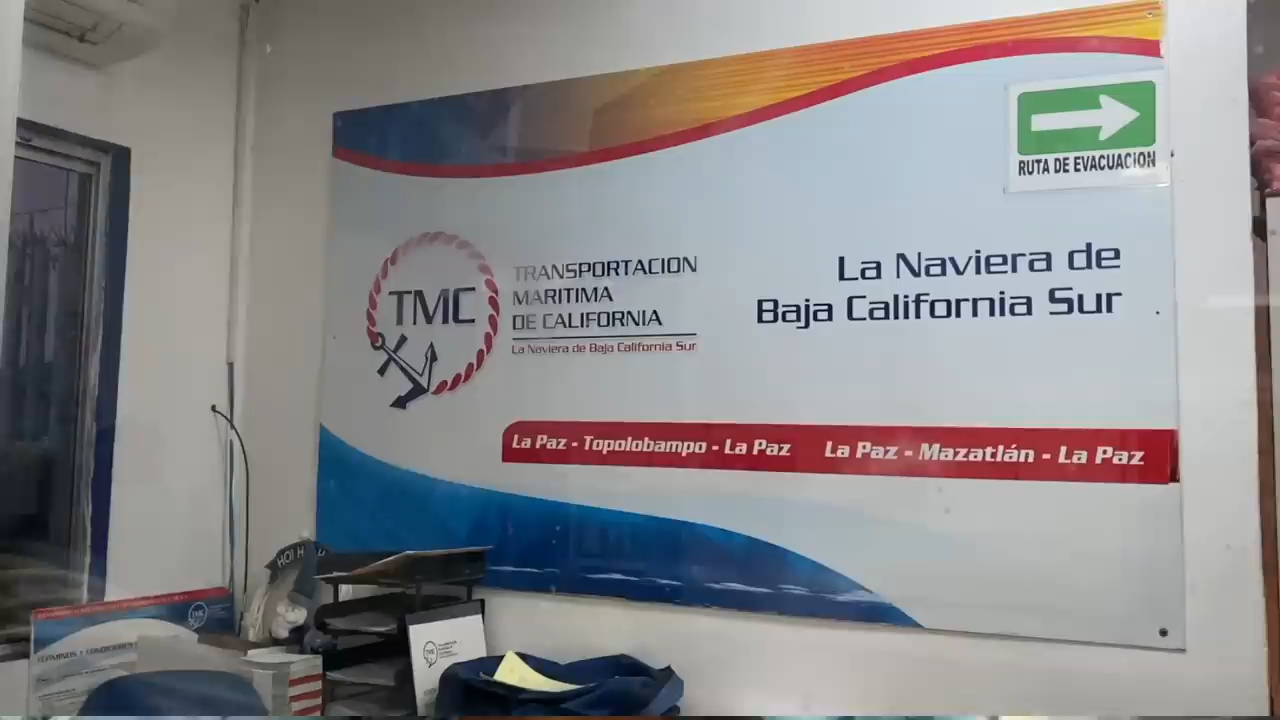 RUTA DE EVACUACION
TMC
TRANSPORTACION
MARITIMA
DE CALIFORNIA
La Naviera de Baja California Sur
La Naviera de
Baja California Sur
La Paz - Topolobampo - La Paz
La Paz - Mazatlán - La Paz
TMC